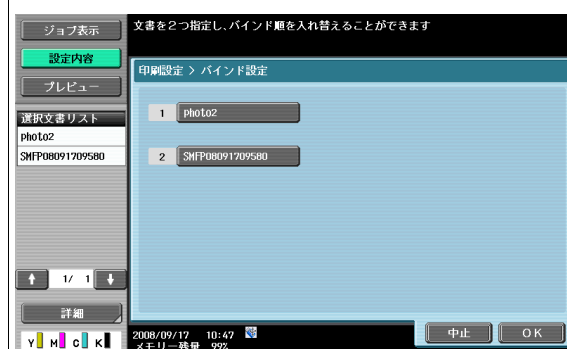 ジョブ表示
文書を2つ指定し、バインド順を入れ替えることができます
設定内容
プレビュー
印刷設定 > バインド設定
選択文書リスト
photo2
SMFP08091709580
1 photo2
2 SMFP08091709580
↑ 1/ 1 ↓
詳細
Y M C K
2008/09/17 10:47
メモリー残量 99%
中止 OK